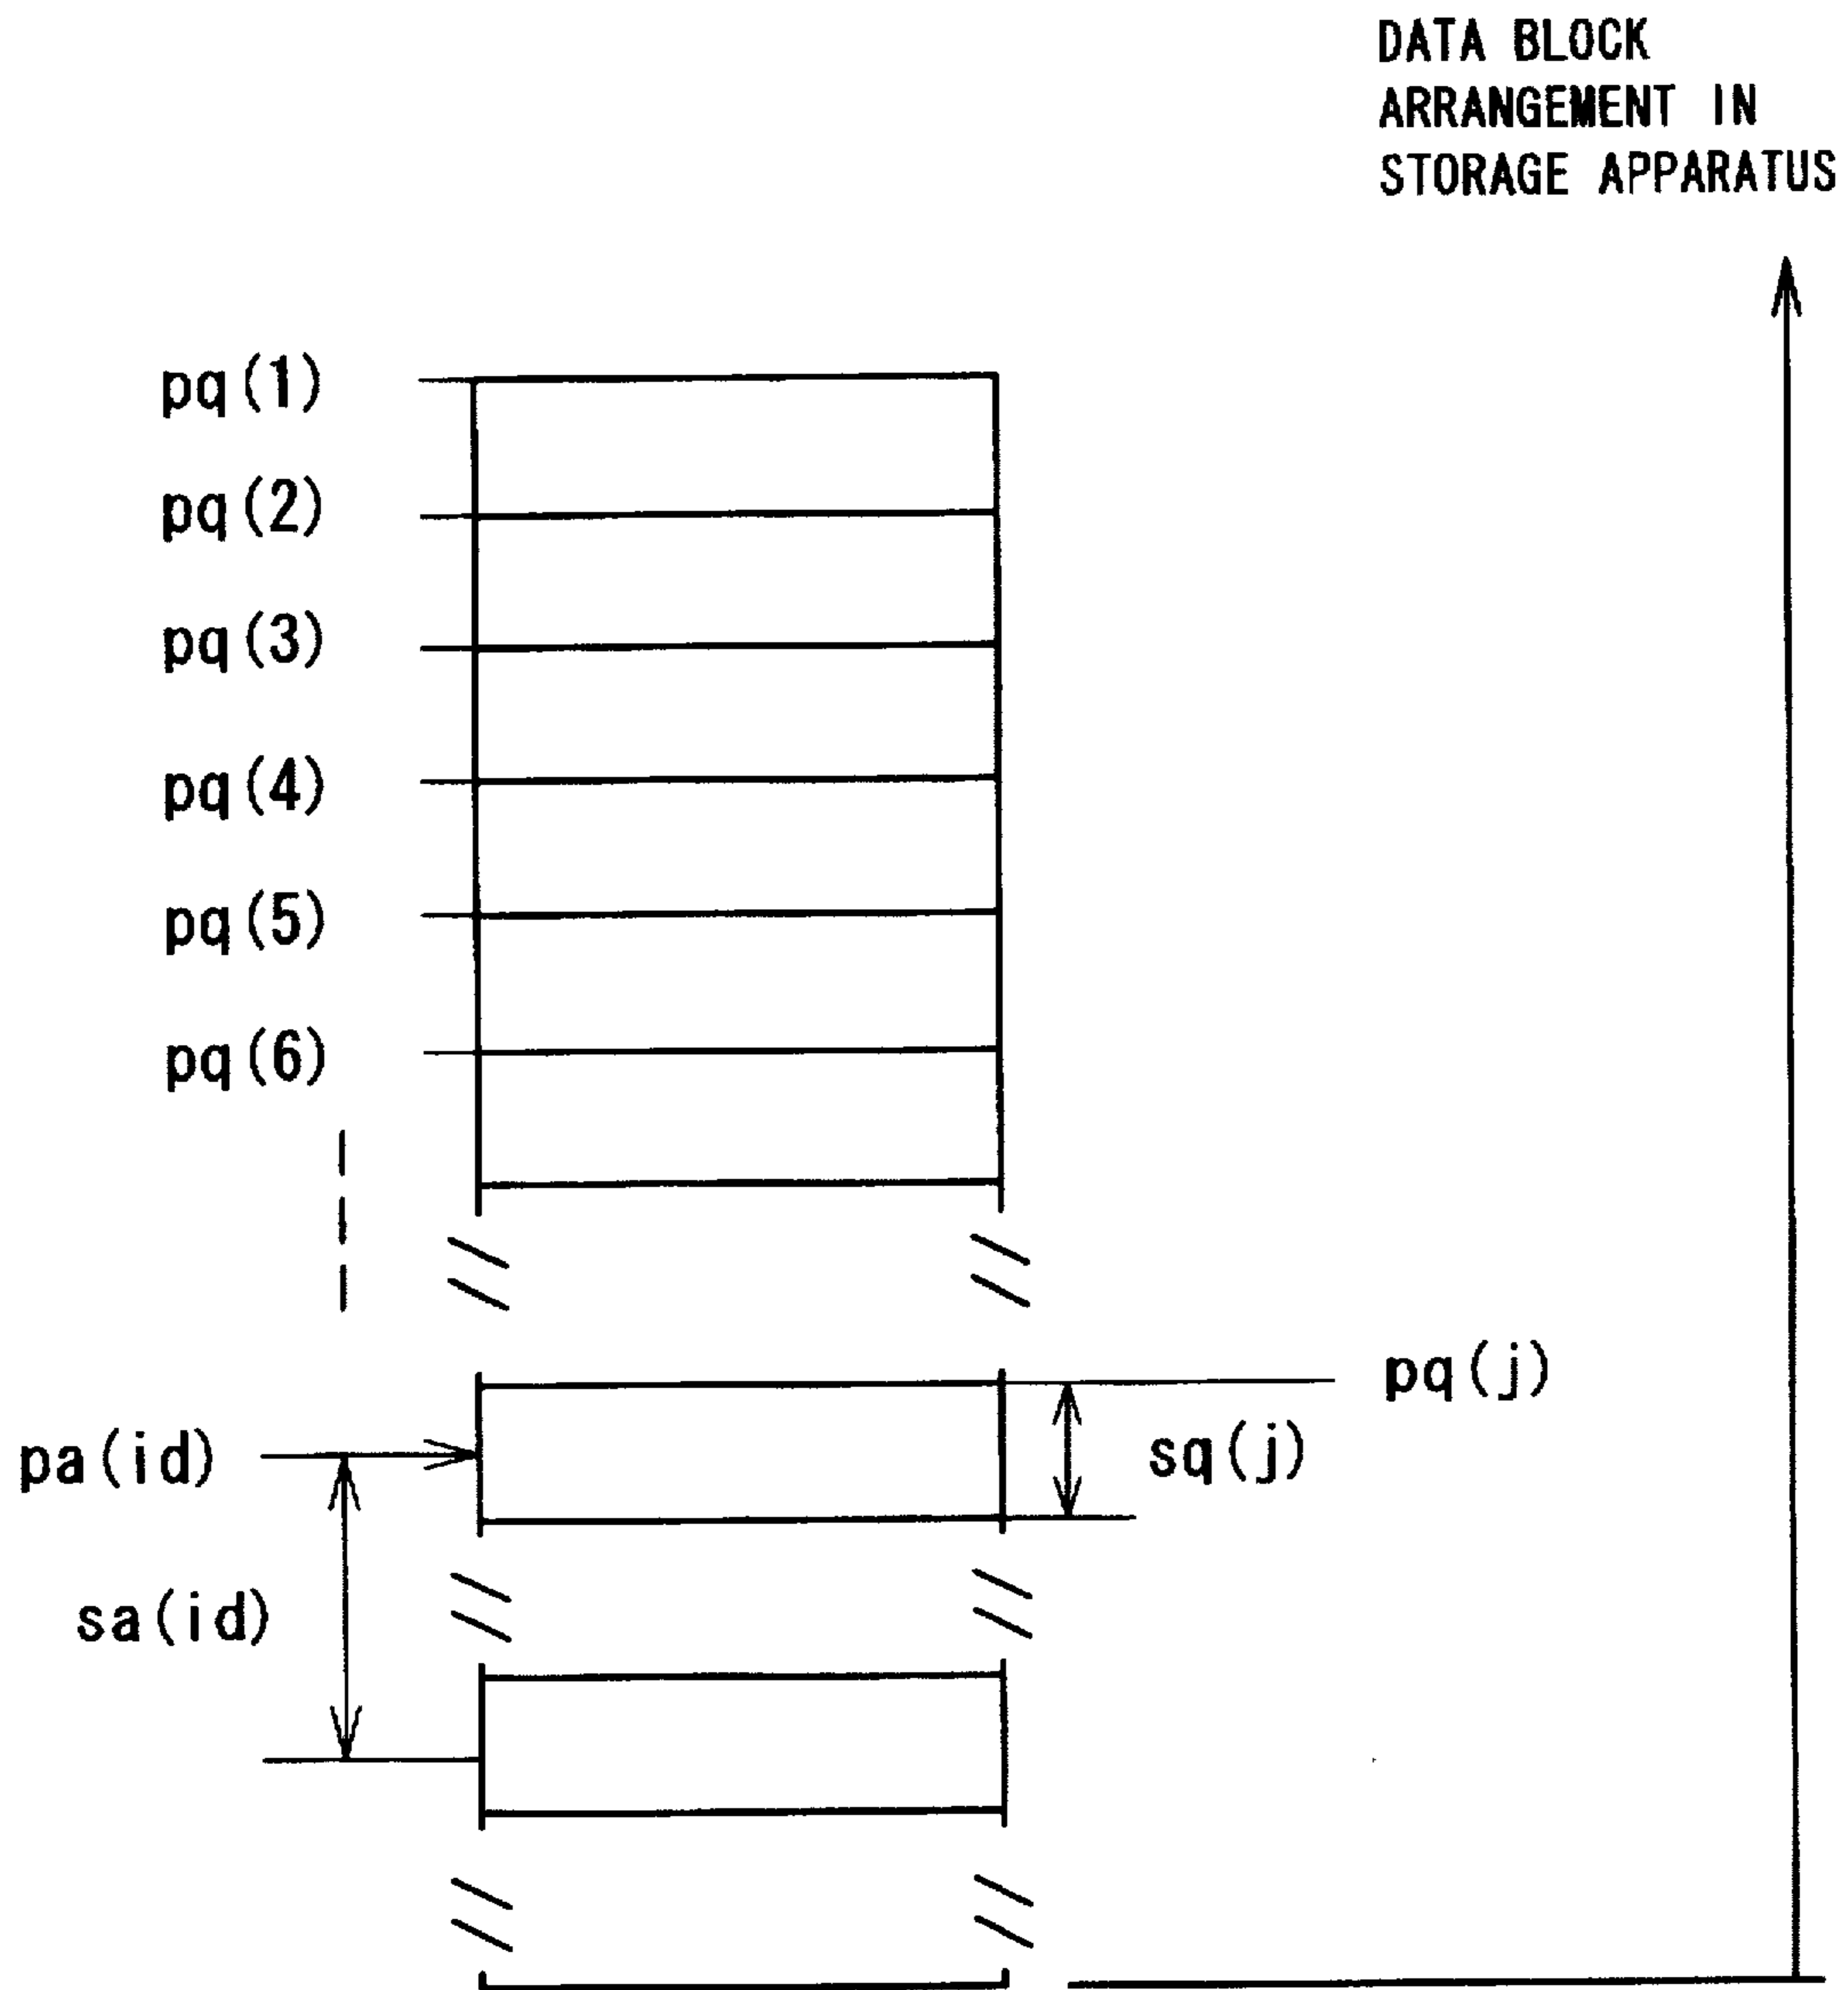 DATA BLOCK
ARRANGEMENT IN
STORAGE APPARATUS
pq(1)
pq(2)
pq(3)
pq(4)
pq(5)
pq(6)
pq(j)
pa(id)
sq(j)
sa(id)